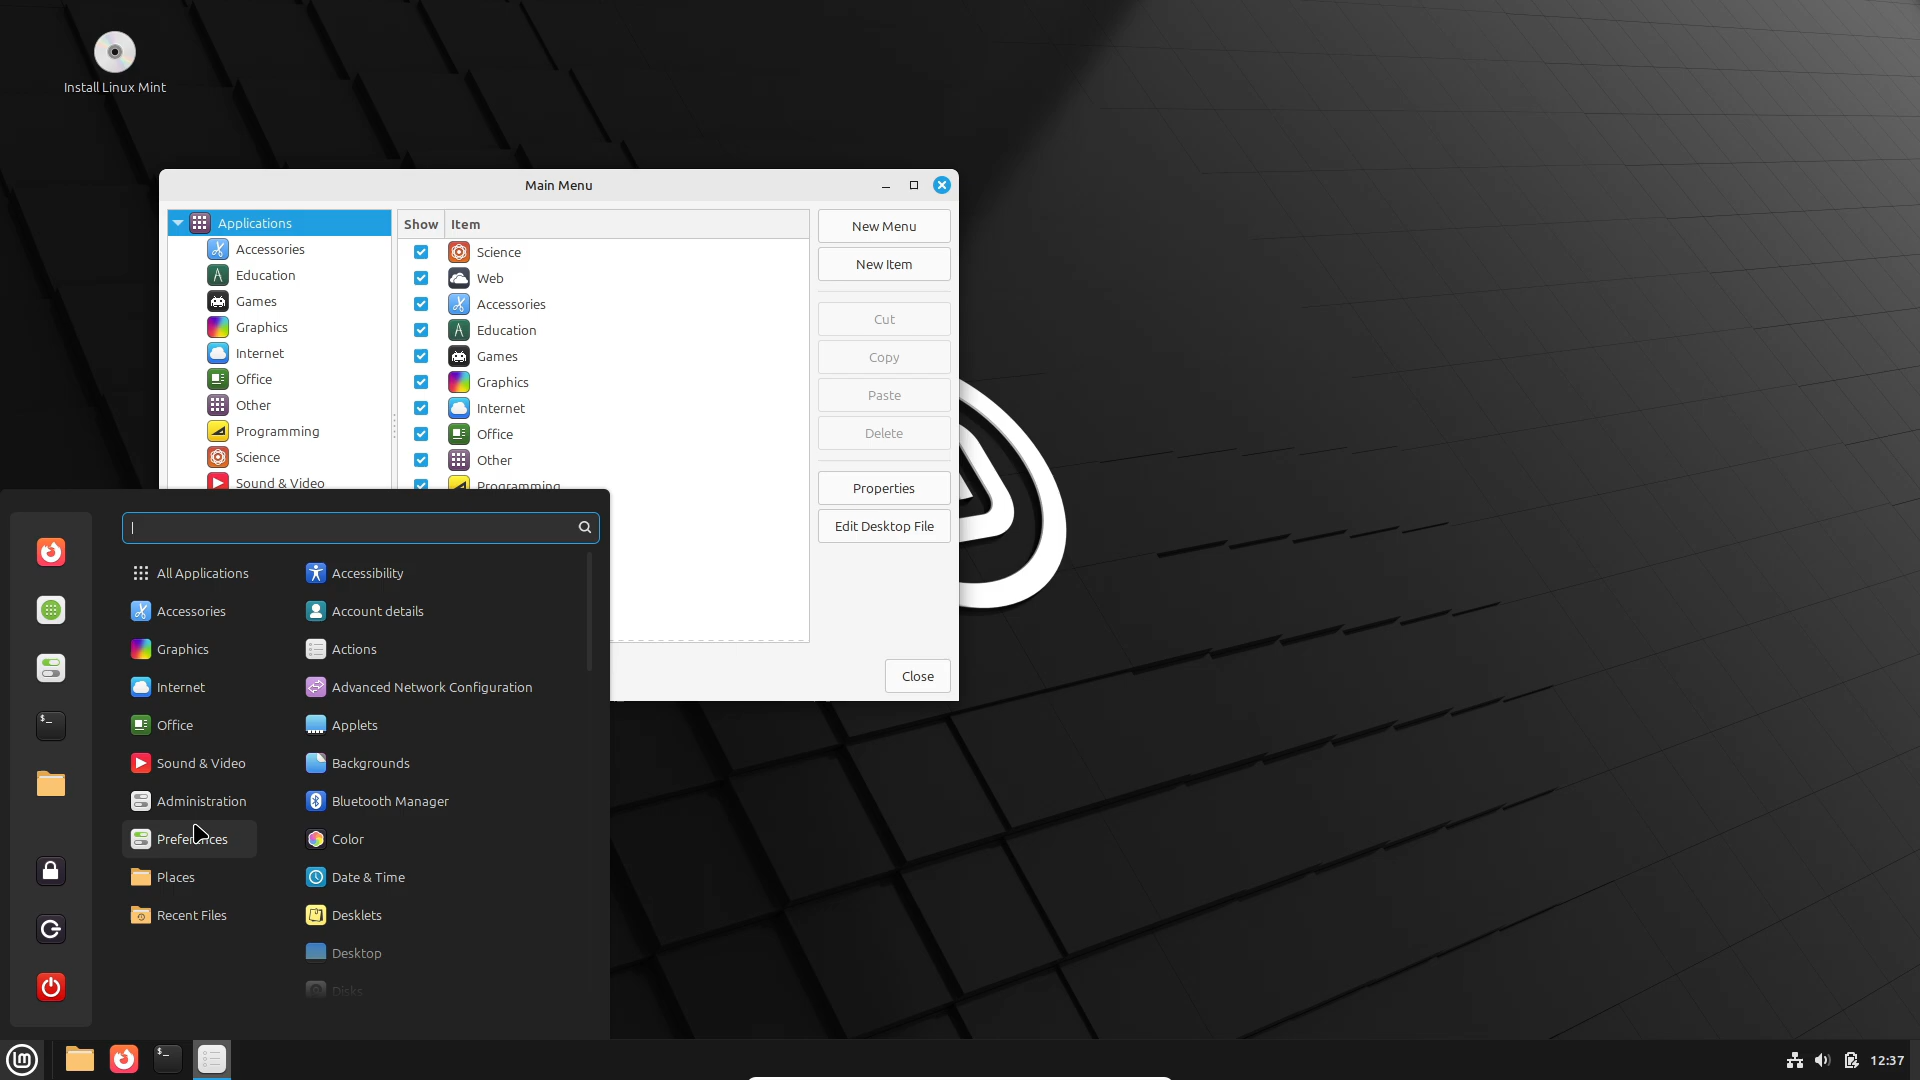 Install Linux Mint
Main Menu
Applications
Accessories
Education
Games
Graphics
Internet
Office
Other
Programming
Science
Sound & Video
Show Item
Science
Web
Accessories
Education
Games
Graphics
Internet
Office
Other
Programming
New Menu
New Item
Cut
Copy
Paste
Delete
Properties
Edit Desktop File
Close
All Applications
Accessories
Graphics
Internet
Office
Sound & Video
Administration
Preferences
Places
Recent Files
Accessibility
Account details
Actions
Advanced Network Configuration
Applets
Backgrounds
Bluetooth Manager
Color
Date & Time
Desklets
Desktop
Disks
12:37